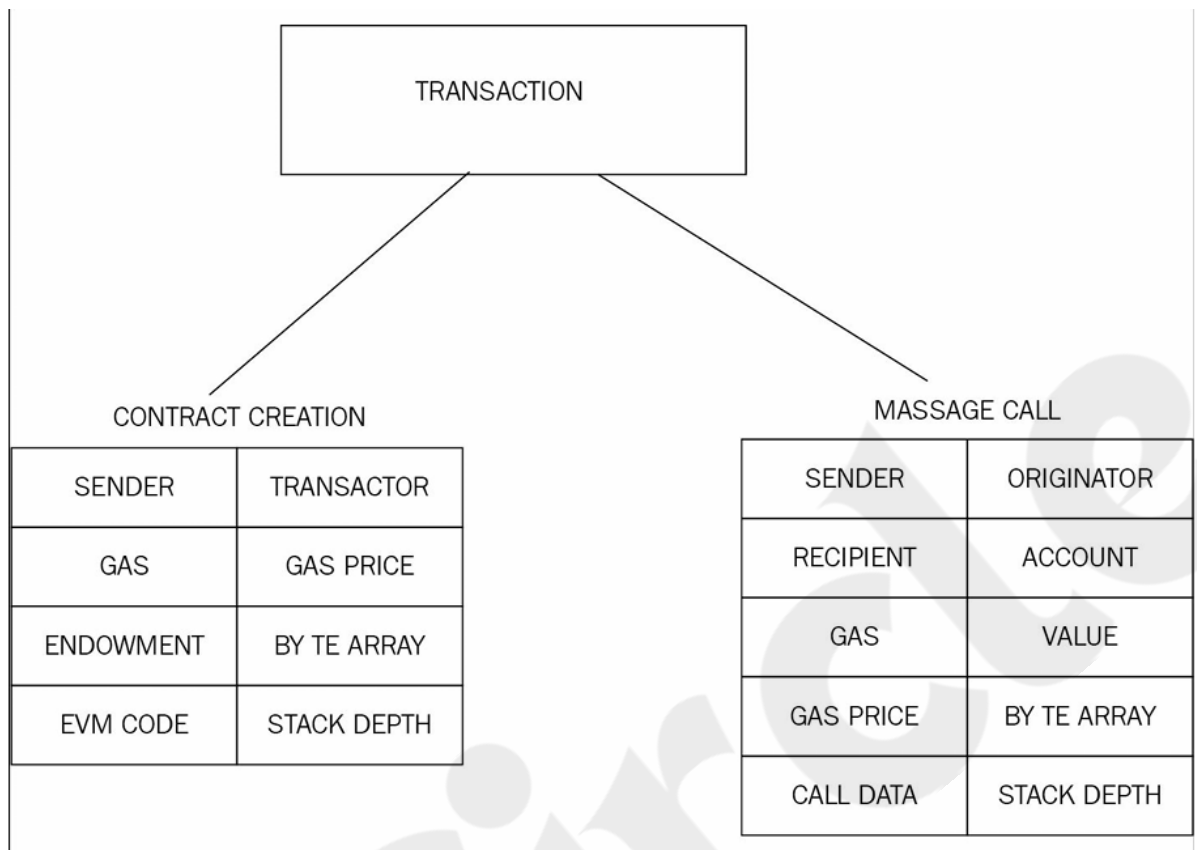 TRANSACTION
CONTRACT CREATION
SENDER TRANSACTOR
GAS GAS PRICE
ENDOWMENT BY TE ARRAY
EVM CODE STACK DEPTH
MASSAGE CALL
SENDER ORIGINATOR
RECIPIENT ACCOUNT
GAS VALUE
GAS PRICE BY TE ARRAY
CALL DATA STACK DEPTH